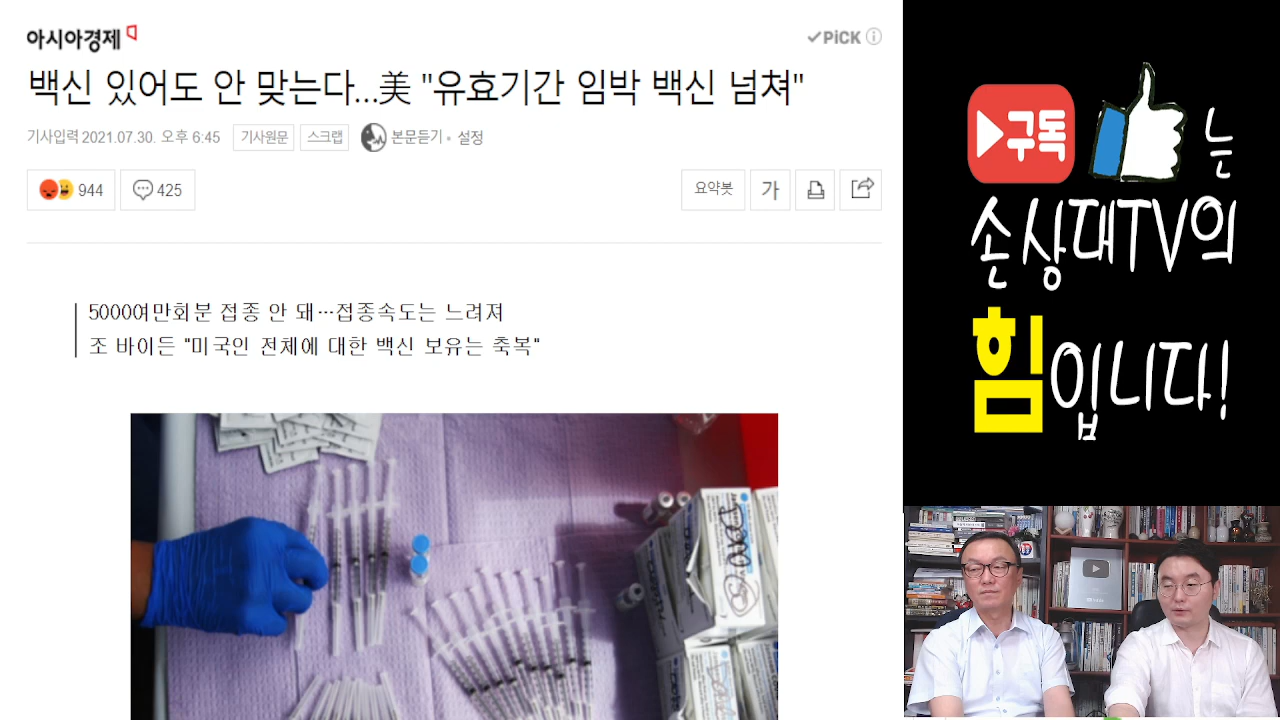 아시아경제
PiCK
백신 있어도 안 맞는다…美 "유효기간 임박 백신 넘쳐"
기사입력 2021.07.30. 오후 6:45
기사원문
스크랩
본문듣기
설정
944
425
요약봇
가
5000여만회분 접종 안 돼…접종속도는 느려져
조 바이든 "미국인 전체에 대한 백신 보유는 축복"
구독
는
손상대TV의
힘입니다!